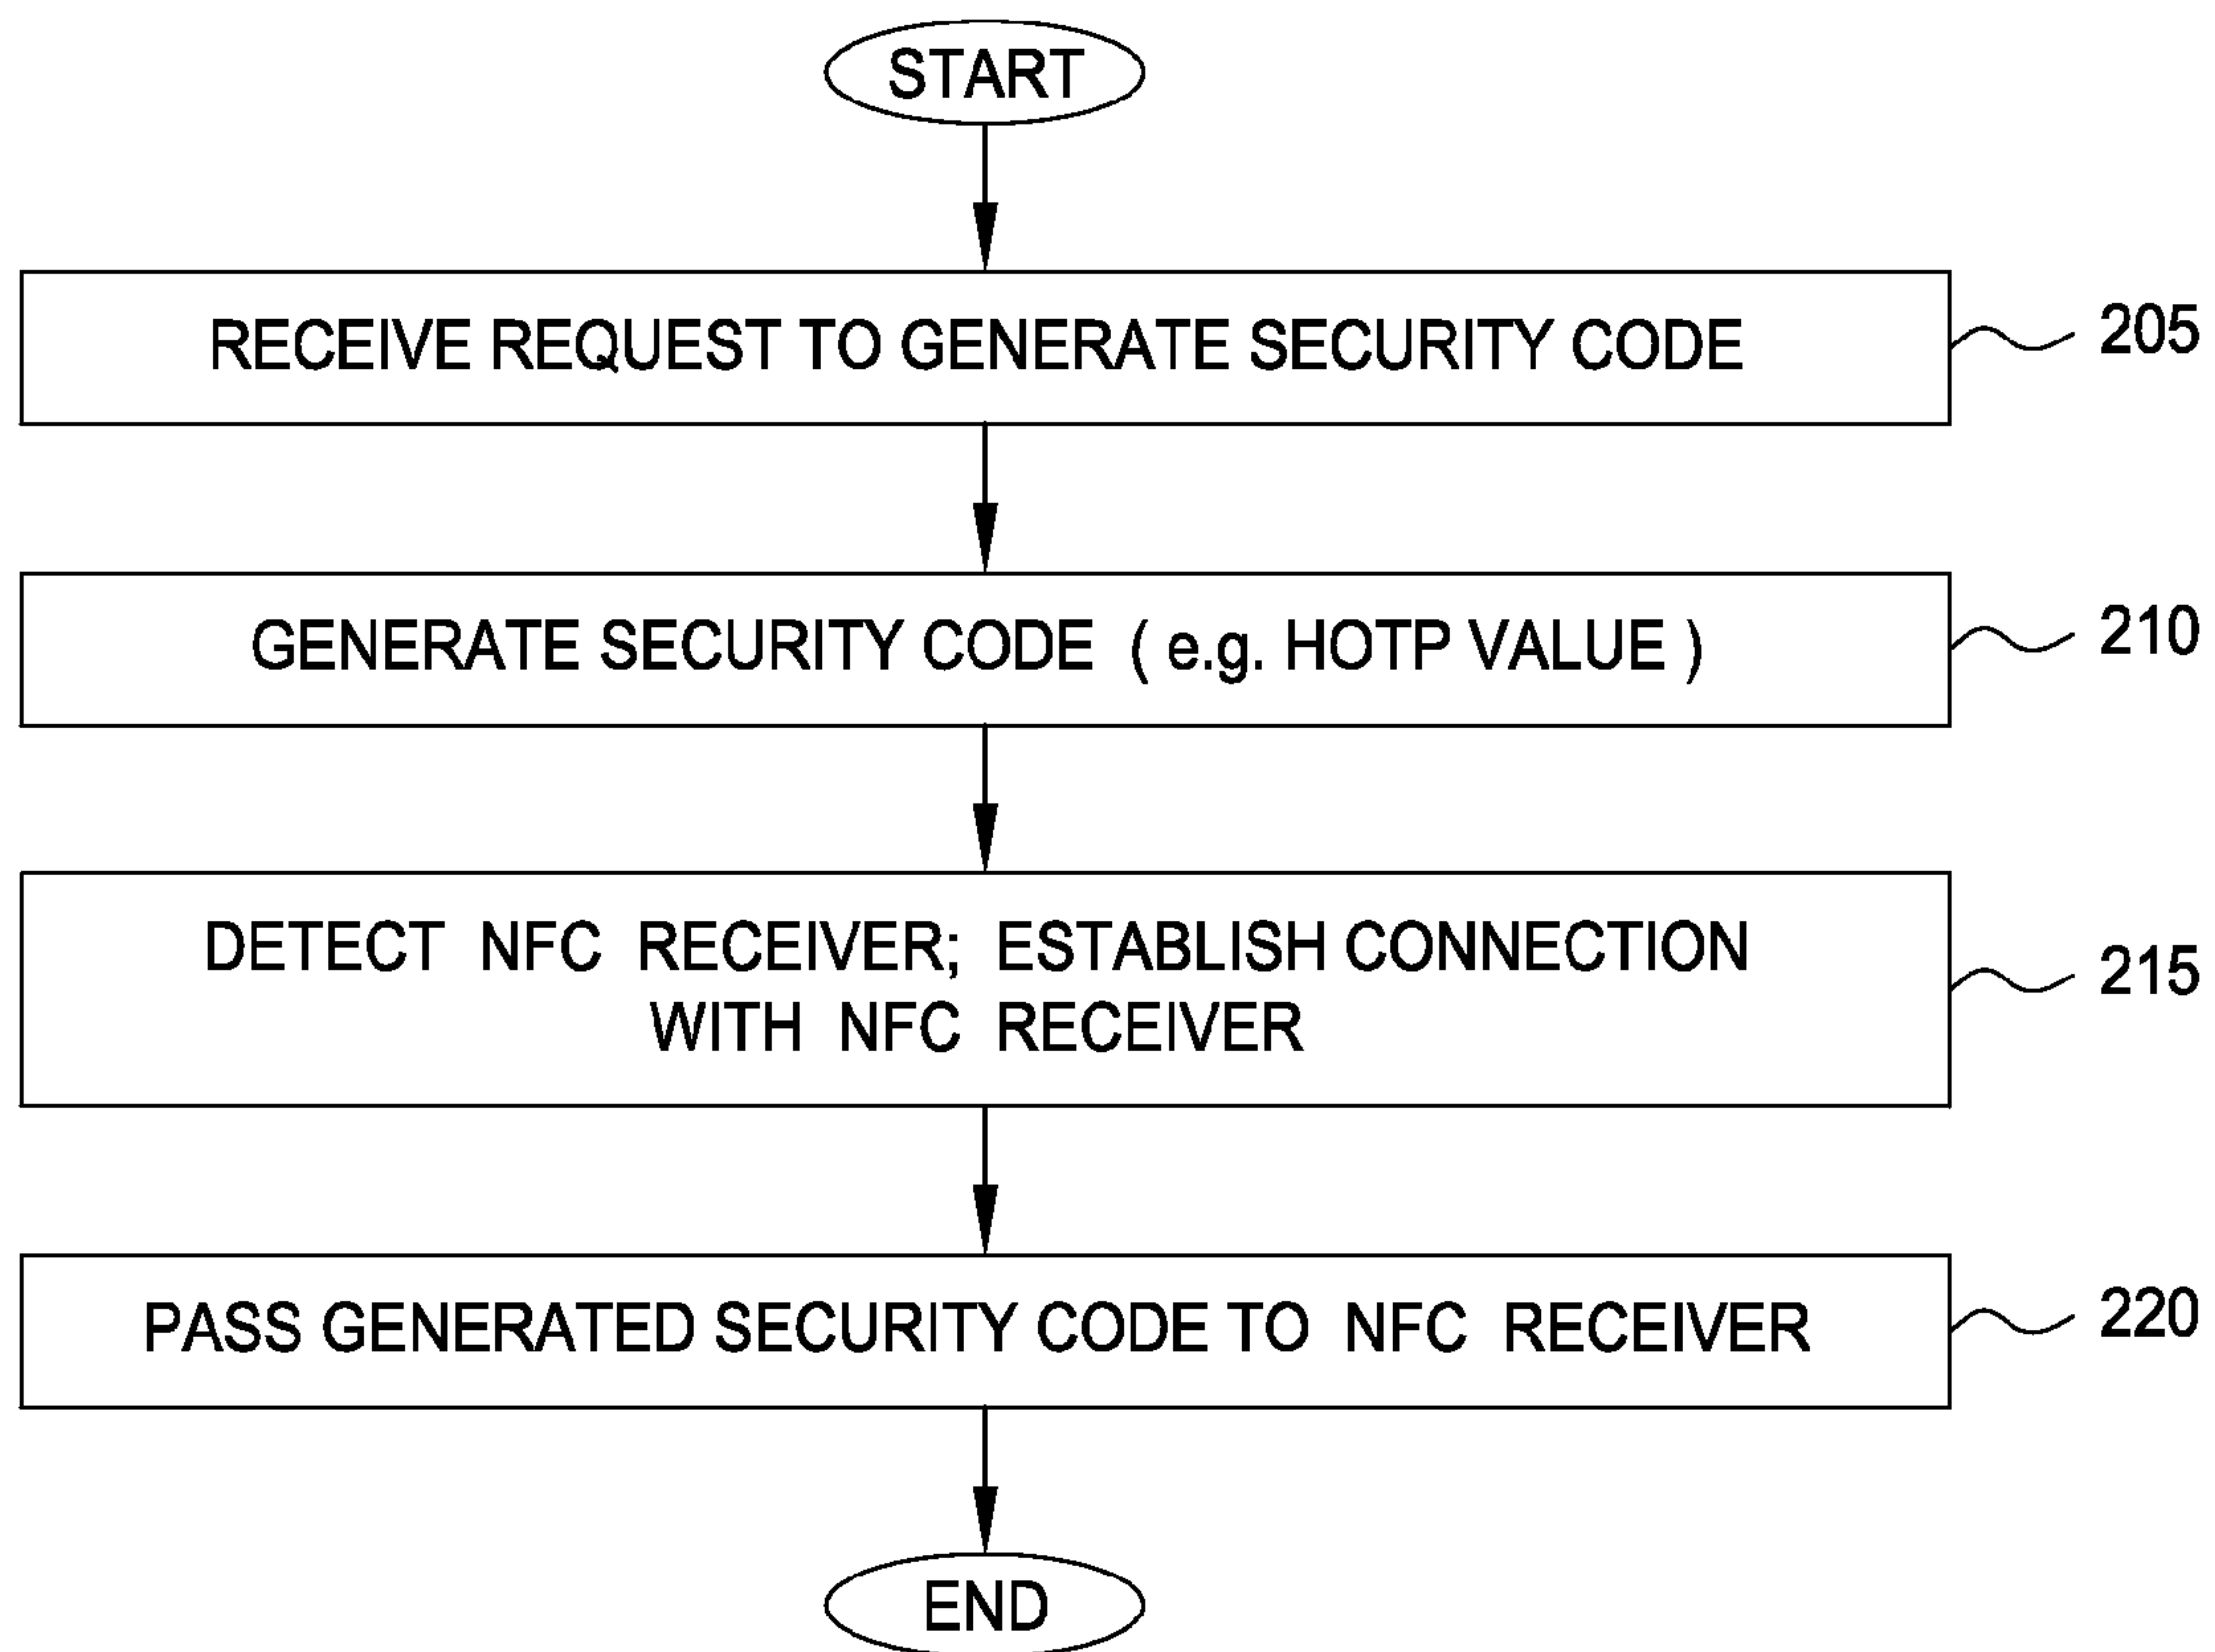 START
RECEIVE REQUEST TO GENERATE SECURITY CODE
205
GENERATE SECURITY CODE ( e.g. HOTP VALUE )
210
DETECT NFC RECEIVER; ESTABLISH CONNECTION
WITH NFC RECEIVER
215
PASS GENERATED SECURITY CODE TO NFC RECEIVER
220
END